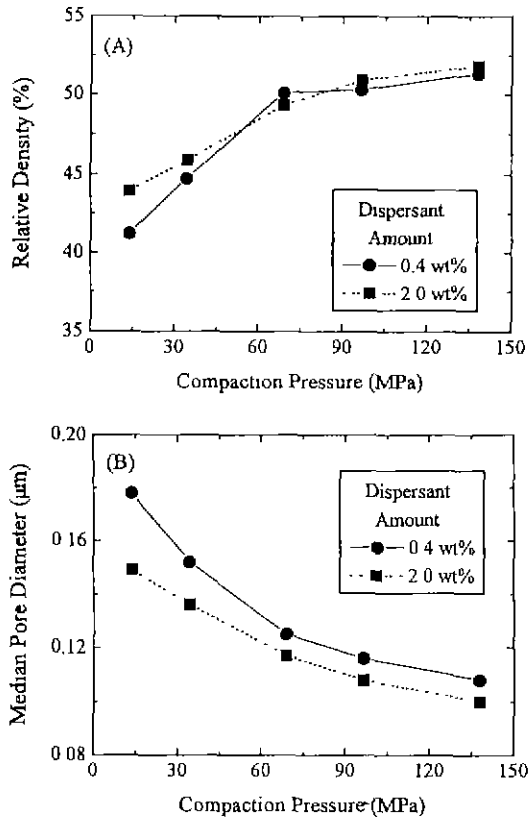 (A)
55
50
45
40
35
Relative Density (%)
Dispersant
Amount
0.4 wt%
2 0 wt%
0 30 60 90 120 150
Compaction Pressure (MPa)
(B)
0.20
0.16
0.12
0 08
Median Pore Diameter (μm)
Dispersant
Amount
0 4 wt%
2 0 wt%
0 30 60 90 120 150
Compaction Pressure (MPa)